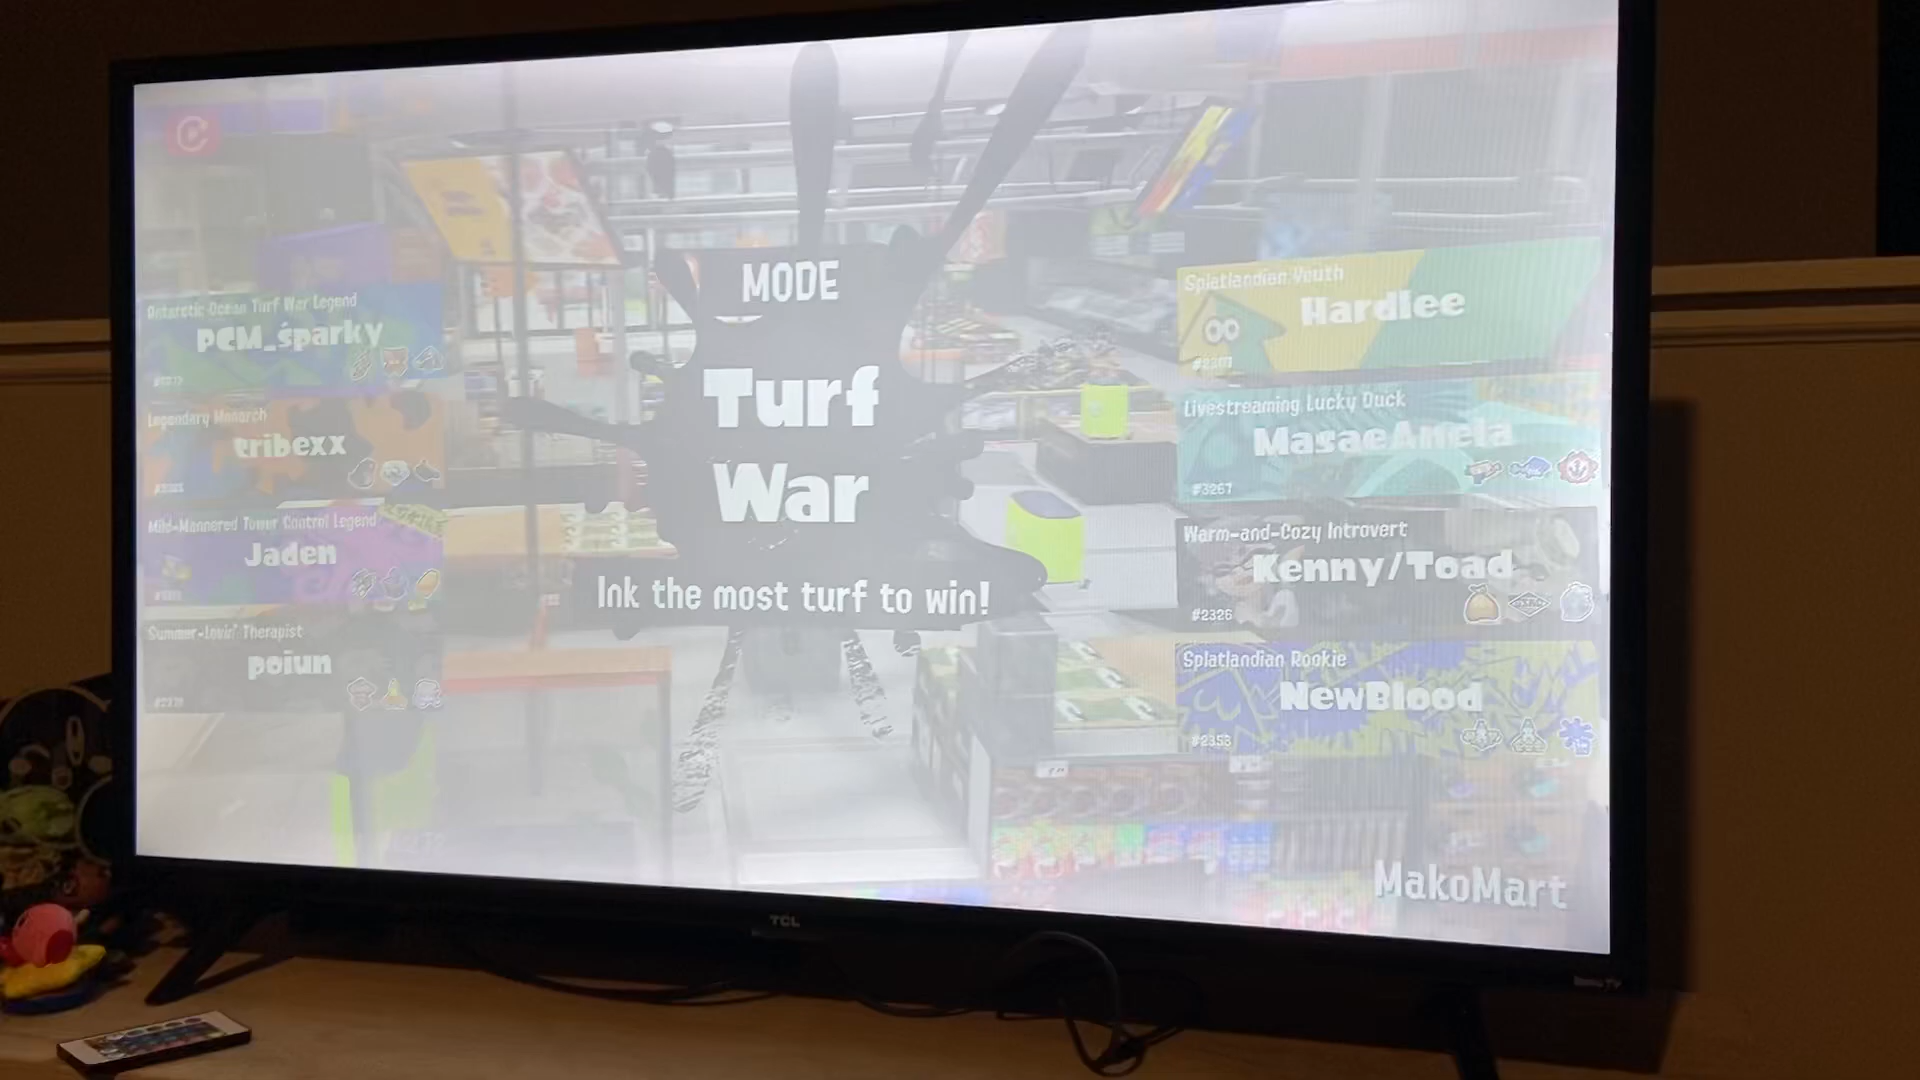 MODE
Turf
War
Ink the most turf to win!
Antarctic-Ocean Turf War Legend
PCM_sparky
Legendary Monarch
tribexx
Mild-Mannered Tower Control Legend
Jaden
Summer-Lovin' Therapist
poiun
Splatlandian Youth
Hardlee
Livestreaming Lucky Duck
MasaeAnela
#3267
Warm-and-Cozy Introvert
Kenny/Toad
#2326
Splatlandian Rookie
NewBlood
#2353
MakoMart
TCL